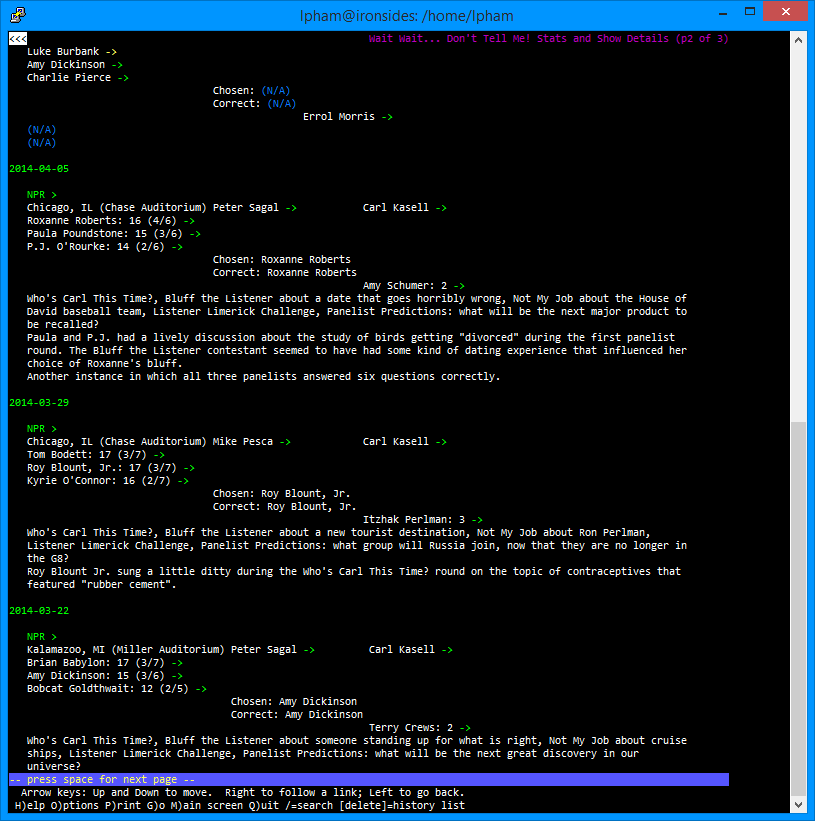 lpham@ironsides: /home/lpham
<<< Wait Wait... Don't Tell Me! Stats and Show Details (p2 of 3)
Luke Burbank ->
Amy Dickinson ->
Charlie Pierce ->
Chosen: (N/A)
Correct: (N/A)
Errol Morris ->
(N/A)
(N/A)
2014-04-05
NPR >
Chicago, IL (Chase Auditorium) Peter Sagal -> Carl Kasell ->
Roxanne Roberts: 16 (4/6) ->
Paula Poundstone: 15 (3/6) ->
P.J. O'Rourke: 14 (2/6) ->
Chosen: Roxanne Roberts
Correct: Roxanne Roberts
Amy Schumer: 2 ->
Who's Carl This Time?, Bluff the Listener about a date that goes horribly wrong, Not My Job about the House of
David baseball team, Listener Limerick Challenge, Panelist Predictions: what will be the next major product to
be recalled?
Paula and P.J. had a lively discussion about the study of birds getting "divorced" during the first panelist
round. The Bluff the Listener contestant seemed to have had some kind of dating experience that influenced her
choice of Roxanne's bluff.
Another instance in which all three panelists answered six questions correctly.
2014-03-29
NPR >
Chicago, IL (Chase Auditorium) Mike Pesca -> Carl Kasell ->
Tom Bodett: 17 (3/7) ->
Roy Blount, Jr.: 17 (3/7) ->
Kyrie O'Connor: 16 (2/7) ->
Chosen: Roy Blount, Jr.
Correct: Roy Blount, Jr.
Itzhak Perlman: 3 ->
Who's Carl This Time?, Bluff the Listener about a new tourist destination, Not My Job about Ron Perlman,
Listener Limerick Challenge, Panelist Predictions: what group will Russia join, now that they are no longer in
the G8?
Roy Blount Jr. sung a little ditty during the Who's Carl This Time? round on the topic of contraceptives that
featured "rubber cement".
2014-03-22
NPR >
Kalamazoo, MI (Miller Auditorium) Peter Sagal -> Carl Kasell ->
Brian Babylon: 17 (3/7) ->
Amy Dickinson: 15 (3/6) ->
Bobcat Goldthwait: 12 (2/5) ->
Chosen: Amy Dickinson
Correct: Amy Dickinson
Terry Crews: 2 ->
Who's Carl This Time?, Bluff the Listener about someone standing up for what is right, Not My Job about cruise
ships, Listener Limerick Challenge, Panelist Predictions: what will be the next great discovery in our
universe?
-- press space for next page --
Arrow keys: Up and Down to move.  Right to follow a link; Left to go back.
H)elp O)ptions P)rint G)o M)ain screen Q)uit /=search [delete]=history list